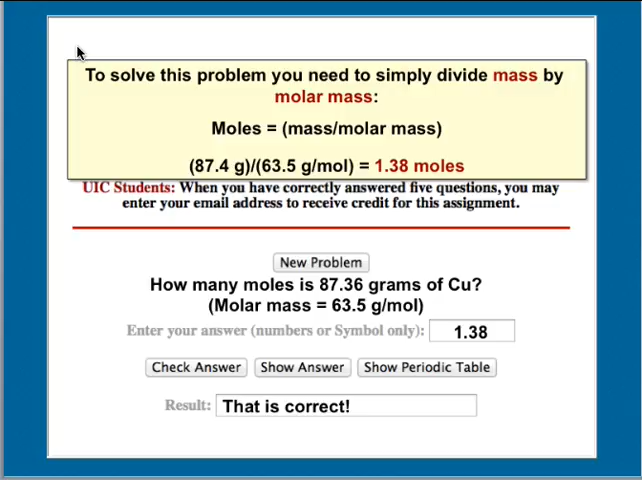 To solve this problem you need to simply divide mass by
molar mass:
Moles = (mass/molar mass)
(87.4 g)/(63.5 g/mol) = 1.38 moles
UIC Students: When you have correctly answered five questions, you may
enter your email address to receive credit for this assignment.
New Problem
How many moles is 87.36 grams of Cu?
(Molar mass = 63.5 g/mol)
Enter your answer (numbers or Symbol only): 1.38
Check Answer Show Answer Show Periodic Table
Result: That is correct!